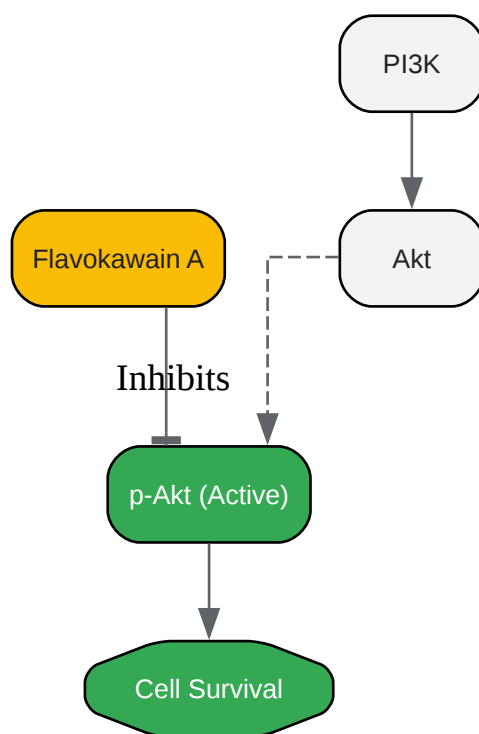 PI3K
Flavokawain A
Akt
Inhibits
p-Akt (Active)
Cell Survival